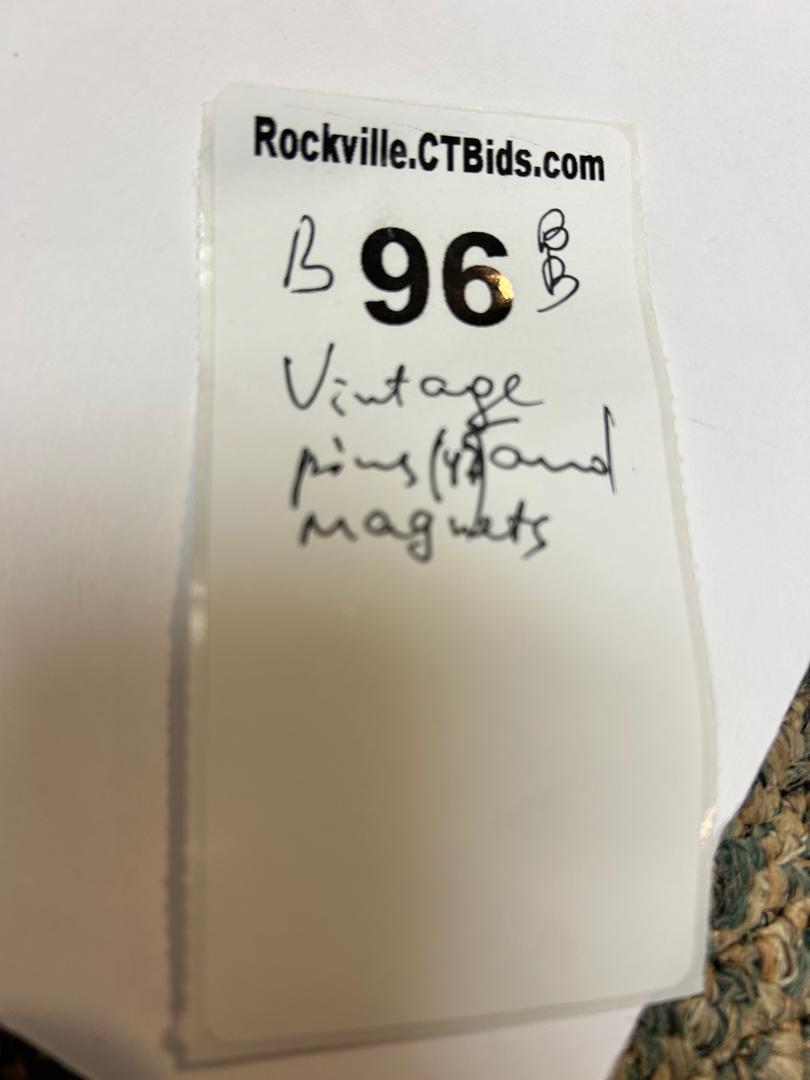 Rockville.CTBids.com
B 96 BB
Vintage
pins and
magnets